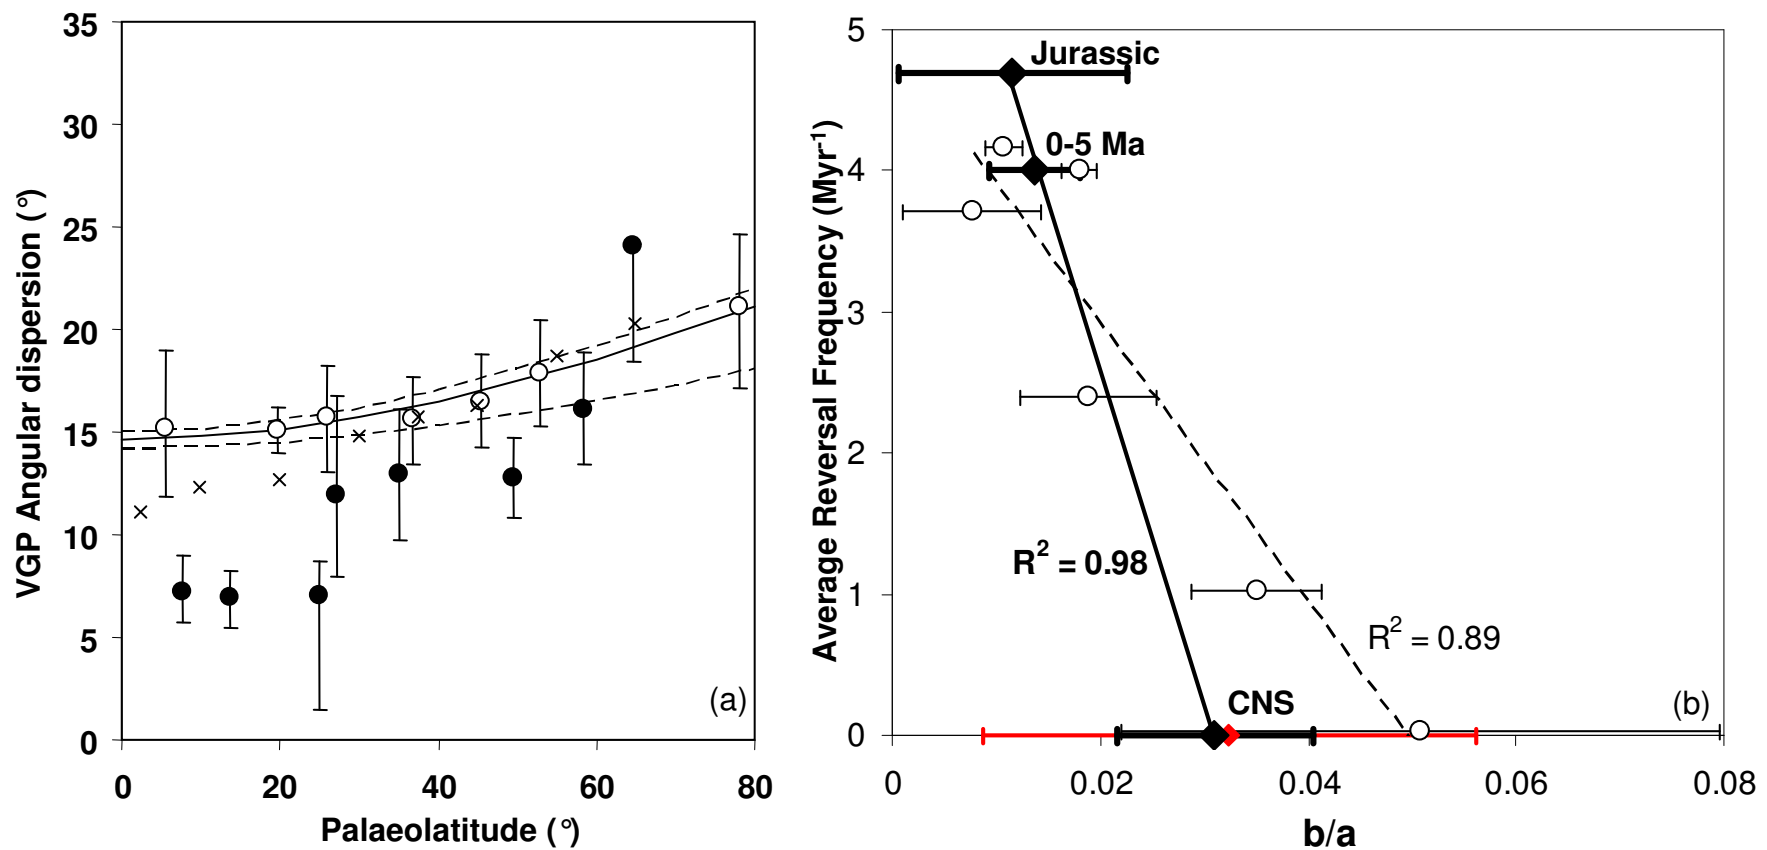 35
30
25
20
15
10
5
0
VGP Angular dispersion (°)
0 20 40 60 80
Palaeolatitude (°)
(a)
5
4
3
2
1
0
Average Reversal Frequency (Myr⁻¹)
Jurassic
0-5 Ma
R² = 0.98
R² = 0.89
CNS
(b)
0 0.02 0.04 0.06 0.08
b/a